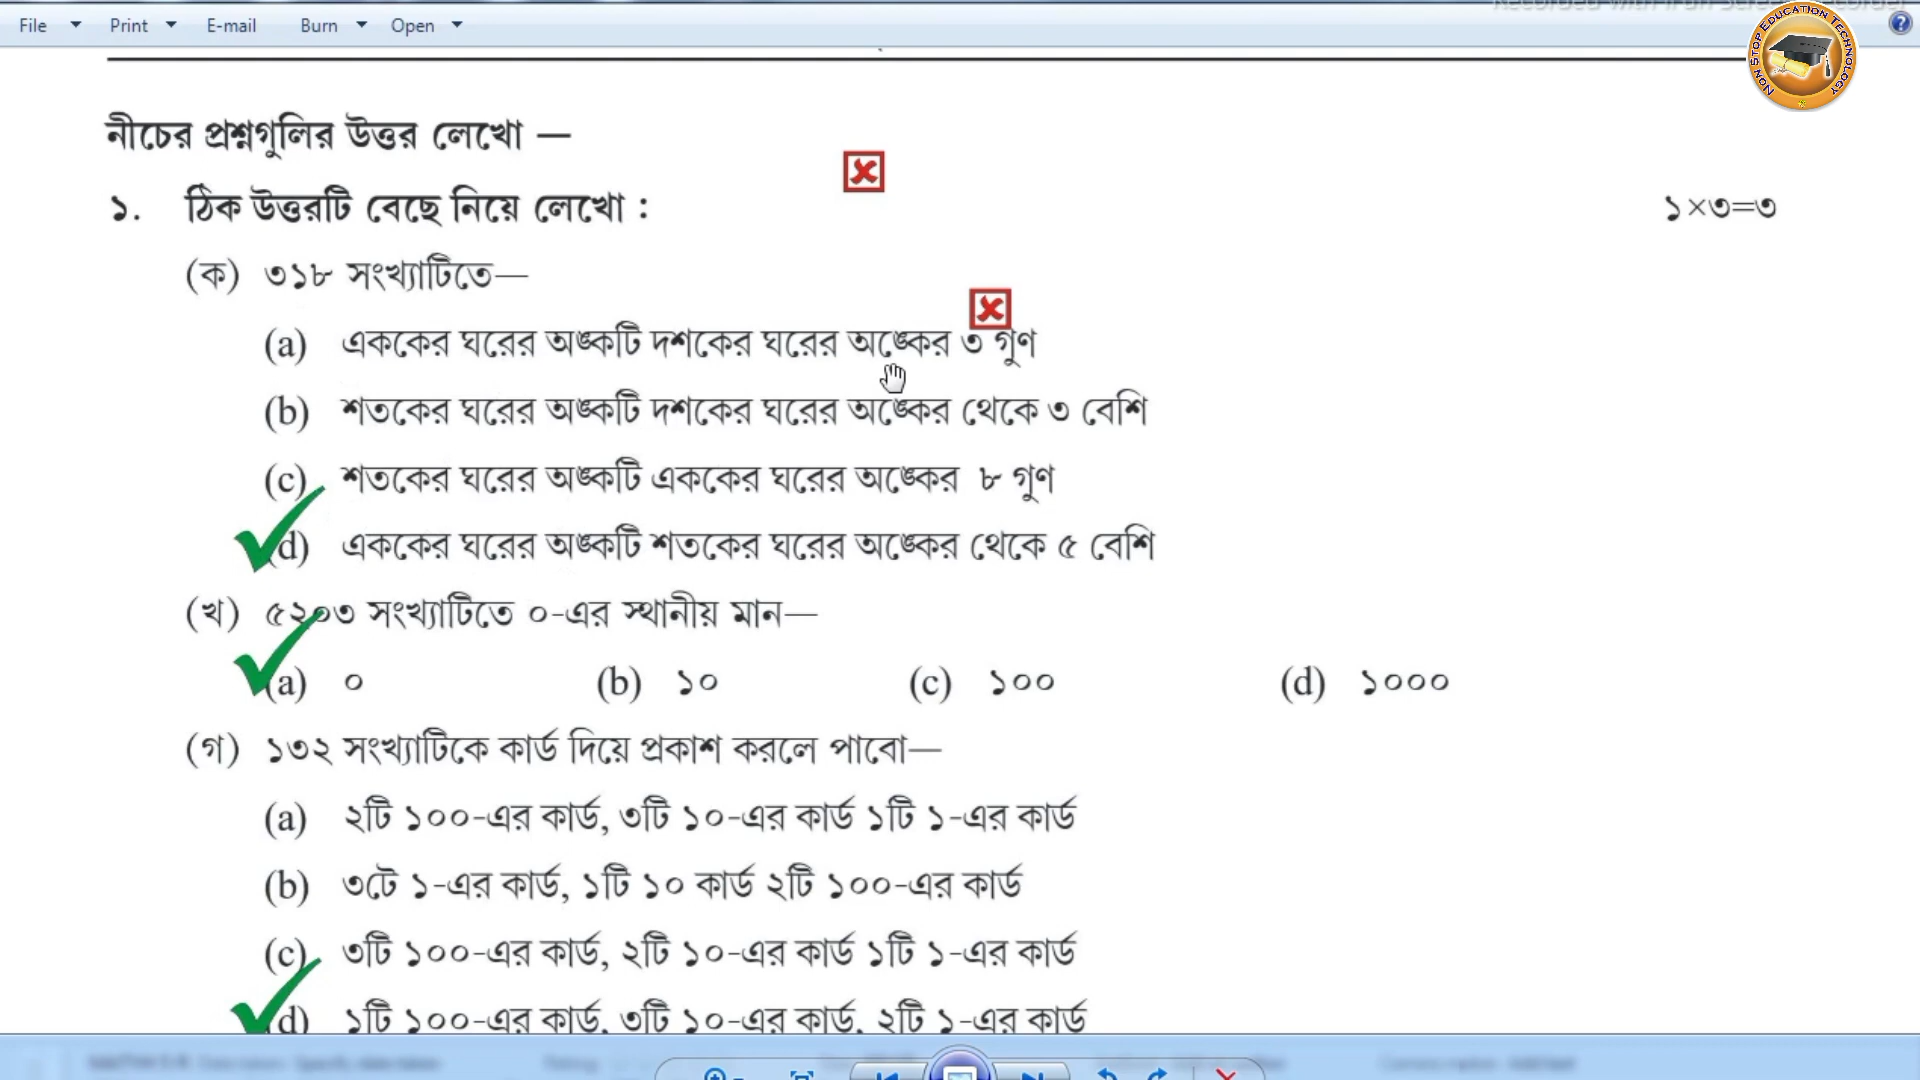 File Print E-mail Burn Open
NON STOP EDUCATION TECHNOLOGY
নীচের প্রশ্নগুলির উত্তর লেখো —
১. ঠিক উত্তরটি বেছে নিয়ে লেখো : ১×৩=৩
(ক) ৩১৮ সংখ্যাটিতে—
(a) এককের ঘরের অঙ্কটি দশকের ঘরের অঙ্কের ৩ গুণ
(b) শতকের ঘরের অঙ্কটি দশকের ঘরের অঙ্কের থেকে ৩ বেশি
(c) শতকের ঘরের অঙ্কটি এককের ঘরের অঙ্কের ৮ গুণ
(d) এককের ঘরের অঙ্কটি শতকের ঘরের অঙ্কের থেকে ৫ বেশি
(খ) ৫২০৩ সংখ্যাটিতে ০-এর স্থানীয় মান—
(a) ০ (b) ১০ (c) ১০০ (d) ১০০০
(গ) ১৩২ সংখ্যাটিকে কার্ড দিয়ে প্রকাশ করলে পাবো—
(a) ২টি ১০০-এর কার্ড, ৩টি ১০-এর কার্ড ১টি ১-এর কার্ড
(b) ৩টে ১-এর কার্ড, ১টি ১০ কার্ড ২টি ১০০-এর কার্ড
(c) ৩টি ১০০-এর কার্ড, ২টি ১০-এর কার্ড ১টি ১-এর কার্ড
(d) ১টি ১০০-এর কার্ড, ৩টি ১০-এর কার্ড, ২টি ১-এর কার্ড